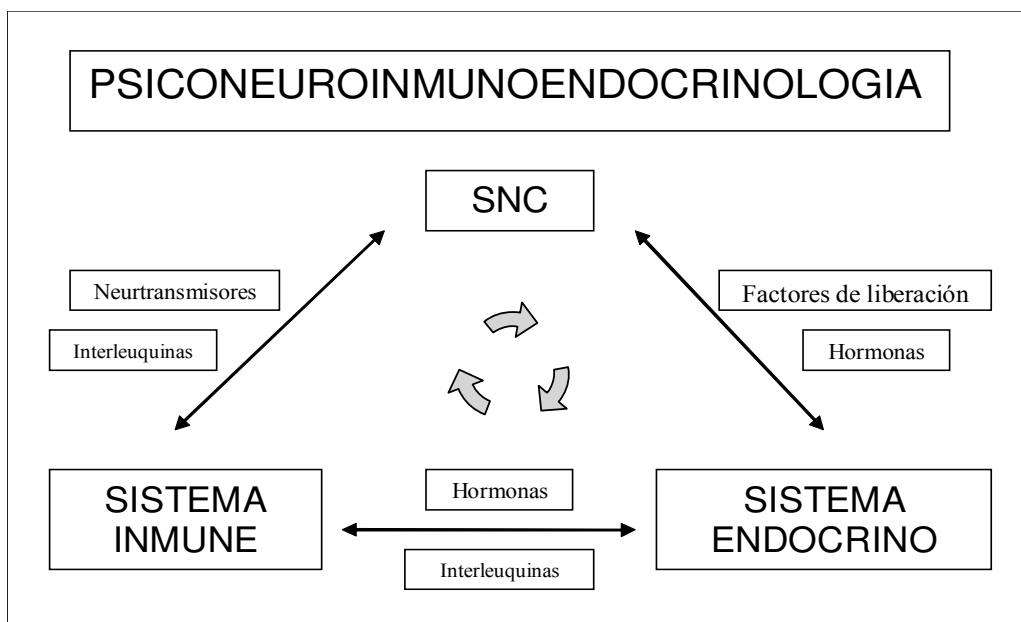 PSICONEUROINMUNOENDOCRINOLOGIA
SNC
Neurtransmisores
Interleuquinas
Factores de liberación
Hormonas
SISTEMA
INMUNE
Hormonas
Interleuquinas
SISTEMA
ENDOCRINO